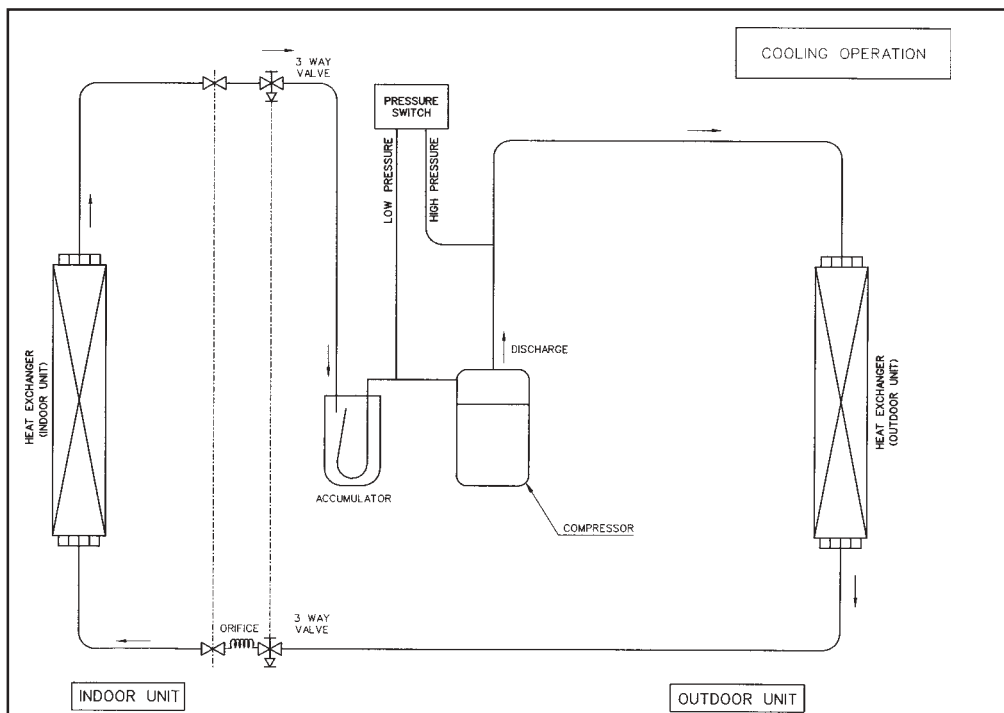 COOLING OPERATION
3 WAY
VALVE
PRESSURE
SWITCH
LOW PRESSURE
HIGH PRESSURE
HEAT EXCHANGER
(INDOOR UNIT)
DISCHARGE
HEAT EXCHANGER
(OUTDOOR UNIT)
ACCUMULATOR
COMPRESSOR
ORIFICE
3 WAY
VALVE
INDOOR UNIT
OUTDOOR UNIT